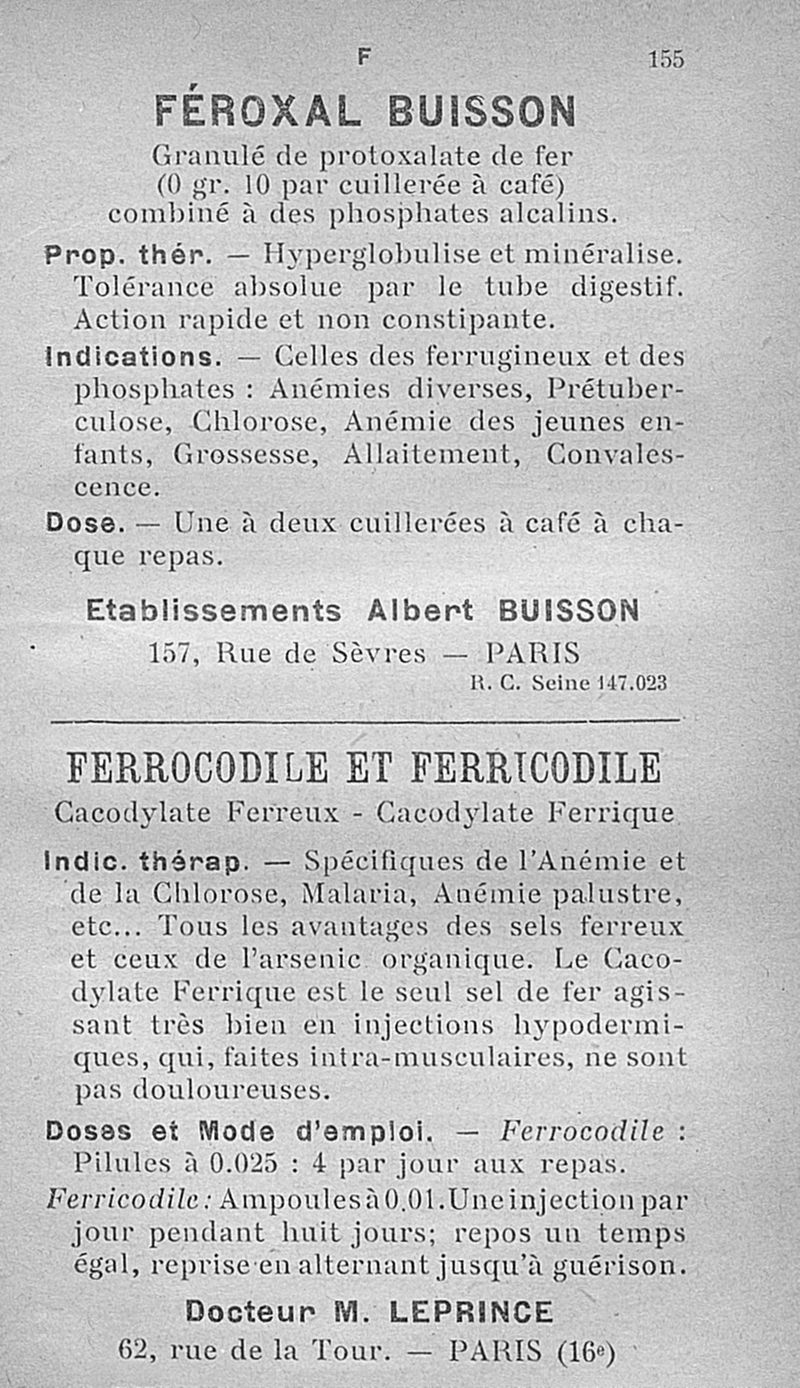 F 155
FÉROXAL BUISSON
Granulé de protoxalate de fer
(0 gr. 10 par cuillerée à café)
combiné à des phosphates alcalins.
Prop. thér. — Hyperglobulise et minéralise.
Tolérance absolue par le tube digestif.
Action rapide et non constipante.
Indications. — Celles des ferrugineux et des
phosphates : Anémies diverses, Prétuber-
culose, Chlorose, Anémie des jeunes en-
fants, Grossesse, Allaitement, Convales-
cence.
Dose. — Une à deux cuillerées à café à cha-
que repas.
Etablissements Albert BUISSON
157, Rue de Sèvres — PARIS
R. C. Seine 147.023
FERROCODILE ET FERRICODILE
Cacodylate Ferreux - Cacodylate Ferrique
Indic. thérap. — Spécifiques de l'Anémie et
de la Chlorose, Malaria, Anémie palustre,
etc... Tous les avantages des sels ferreux
et ceux de l'arsenic organique. Le Caco-
dylate Ferrique est le seul sel de fer agis-
sant très bien en injections hypodermi-
ques, qui, faites intra-musculaires, ne sont
pas douloureuses.
Doses et Mode d'emploi. — Ferrocodile :
Pilules à 0.025 : 4 par jour aux repas.
Ferricodile : Ampoules à 0.01. Une injection par
jour pendant huit jours; repos un temps
égal, reprise en alternant jusqu'à guérison.
Docteur M. LEPRINCE
62, rue de la Tour. — PARIS (16e)